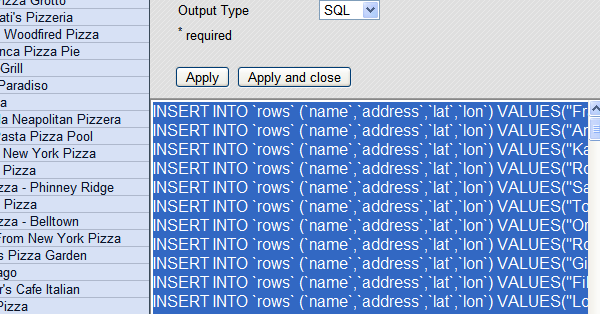 zza Grotto
ati's Pizzeria
Woodfired Pizza
nca Pizza Pie
Grill
Paradiso
a
ia Neapolitan Pizzera
Pasta Pizza Pool
New York Pizza
Pizza
zza - Phinney Ridge
Pizza
zza - Belltown
From New York Pizza
s Pizza Garden
ago
r's Cafe Italian
Pizza
Output Type SQL
* required
Apply Apply and close
INSERT INTO `rows` (`name`,`address`,`lat`,`lon`) VALUES("Fr
INSERT INTO `rows` (`name`,`address`,`lat`,`lon`) VALUES("Ar
INSERT INTO `rows` (`name`,`address`,`lat`,`lon`) VALUES("Ka
INSERT INTO `rows` (`name`,`address`,`lat`,`lon`) VALUES("Ro
INSERT INTO `rows` (`name`,`address`,`lat`,`lon`) VALUES("Sa
INSERT INTO `rows` (`name`,`address`,`lat`,`lon`) VALUES("To
INSERT INTO `rows` (`name`,`address`,`lat`,`lon`) VALUES("Or
INSERT INTO `rows` (`name`,`address`,`lat`,`lon`) VALUES("Ro
INSERT INTO `rows` (`name`,`address`,`lat`,`lon`) VALUES("Gi
INSERT INTO `rows` (`name`,`address`,`lat`,`lon`) VALUES("Fil
INSERT INTO `rows` (`name`,`address`,`lat`,`lon`) VALUES("Lo